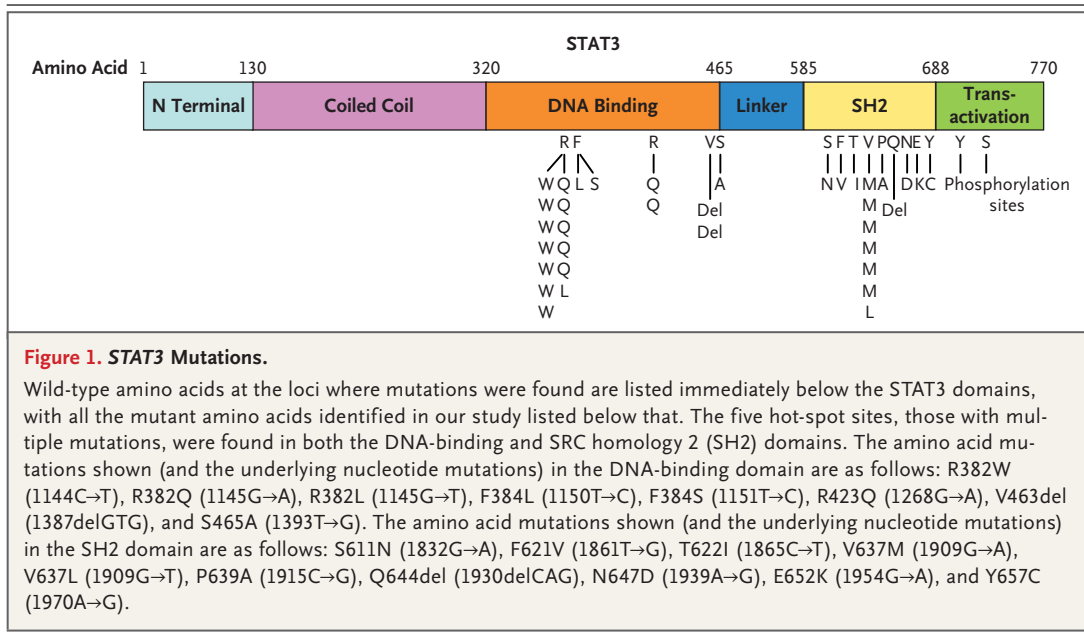 STAT3
Amino Acid 1 130 320 465 585 688 770
N Terminal Coiled Coil DNA Binding Linker SH2 Trans-
activation
R F R VS S F T V PQNEY Y S
W Q L S Q A N V I MA DKC Phosphorylation
W Q Q Del M Del sites
W Q Del M
W Q M
W Q M
W L M
W L
Figure 1. STAT3 Mutations.
Wild-type amino acids at the loci where mutations were found are listed immediately below the STAT3 domains,
with all the mutant amino acids identified in our study listed below that. The five hot-spot sites, those with mul-
tiple mutations, were found in both the DNA-binding and SRC homology 2 (SH2) domains. The amino acid mu-
tations shown (and the underlying nucleotide mutations) in the DNA-binding domain are as follows: R382W
(1144C→T), R382Q (1145G→A), R382L (1145G→T), F384L (1150T→C), F384S (1151T→C), R423Q (1268G→A), V463del
(1387delGTG), and S465A (1393T→G). The amino acid mutations shown (and the underlying nucleotide mutations)
in the SH2 domain are as follows: S611N (1832G→A), F621V (1861T→G), T622I (1865C→T), V637M (1909G→A),
V637L (1909G→T), P639A (1915C→G), Q644del (1930delCAG), N647D (1939A→G), E652K (1954G→A), and Y657C
(1970A→G).